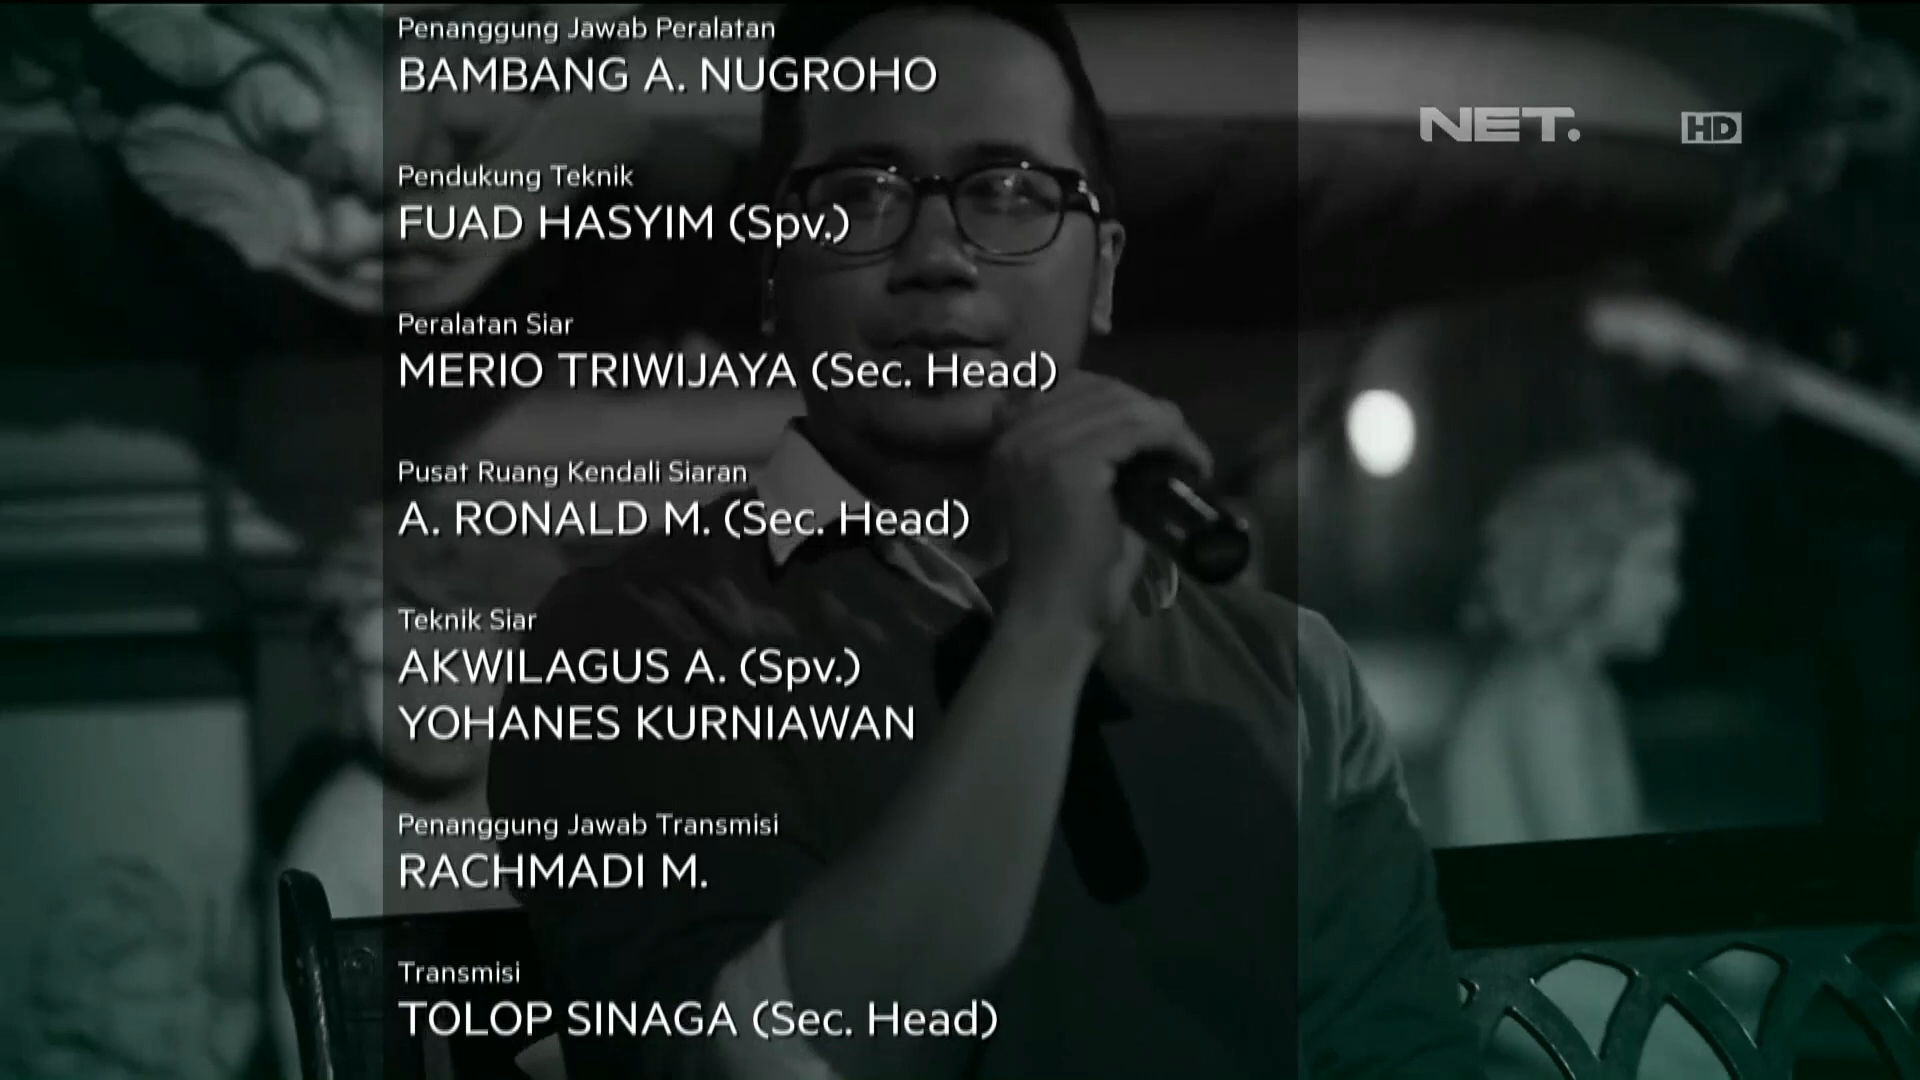 Penanggung Jawab Peralatan
BAMBANG A. NUGROHO
NET.
HD
Pendukung Teknik
FUAD HASYIM (Spv.)
Peralatan Siar
MERIO TRIWIJAYA (Sec. Head)
Pusat Ruang Kendali Siaran
A. RONALD M. (Sec. Head)
Teknik Siar
AKWILAGUS A. (Spv.)
YOHANES KURNIAWAN
Penanggung Jawab Transmisi
RACHMADI M.
Transmisi
TOLOP SINAGA (Sec. Head)